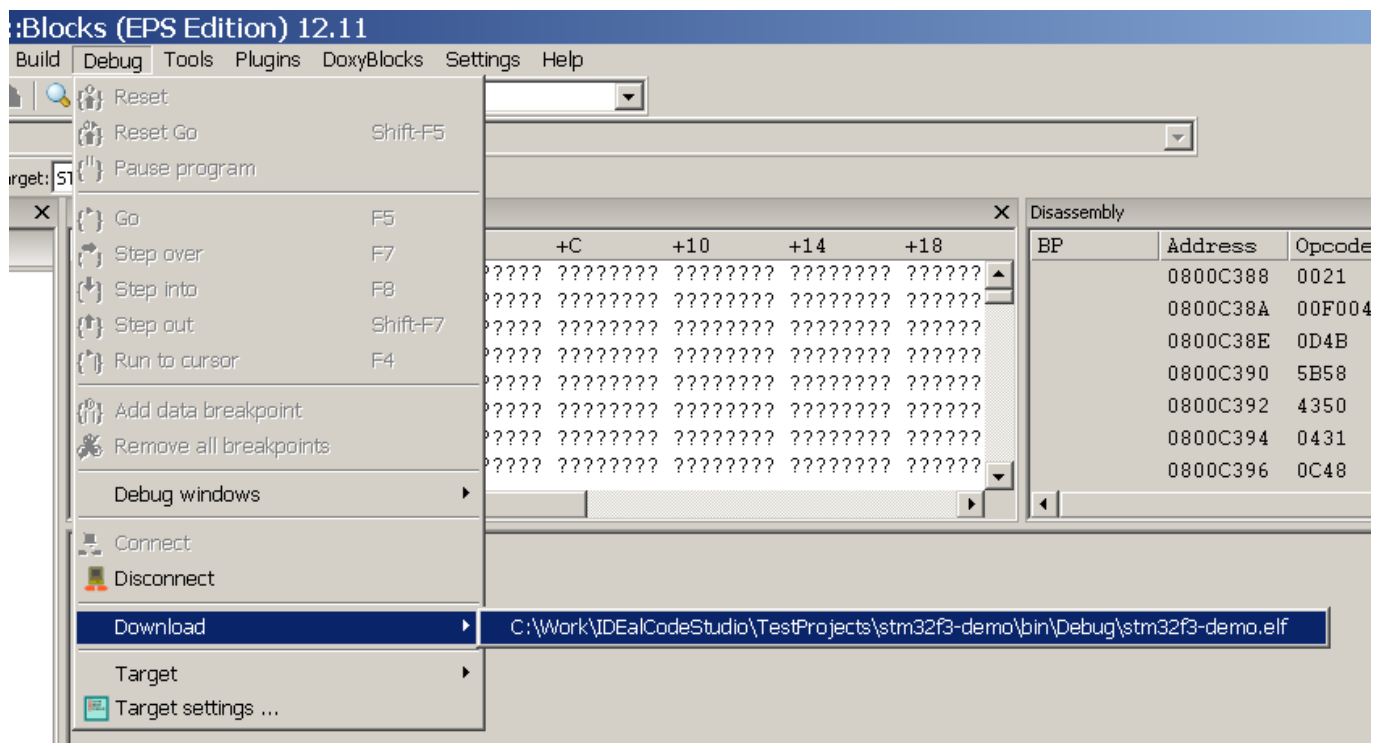 ::Blocks (EPS Edition) 12.11
Build Debug Tools Plugins DoxyBlocks Settings Help
Reset
Reset Go Shift-F5
Pause program
Go F5
Step over F7
Step into F8
Step out Shift-F7
Run to cursor F4
Add data breakpoint
Remove all breakpoints
Debug windows
Connect
Disconnect
Download
C:\Work\IDEalCodeStudio\TestProjects\stm32f3-demo\bin\Debug\stm32f3-demo.elf
Target
Target settings ...
arget: ST
+C +10 +14 +18
????? ???????? ???????? ???????? ??????
????? ???????? ???????? ???????? ??????
????? ???????? ???????? ???????? ??????
????? ???????? ???????? ???????? ??????
????? ???????? ???????? ???????? ??????
????? ???????? ???????? ???????? ??????
????? ???????? ???????? ???????? ??????
????? ???????? ???????? ???????? ??????
Disassembly
BP Address Opcode
0800C388 0021
0800C38A 00F004
0800C38E 0D4B
0800C390 5B58
0800C392 4350
0800C394 0431
0800C396 0C48